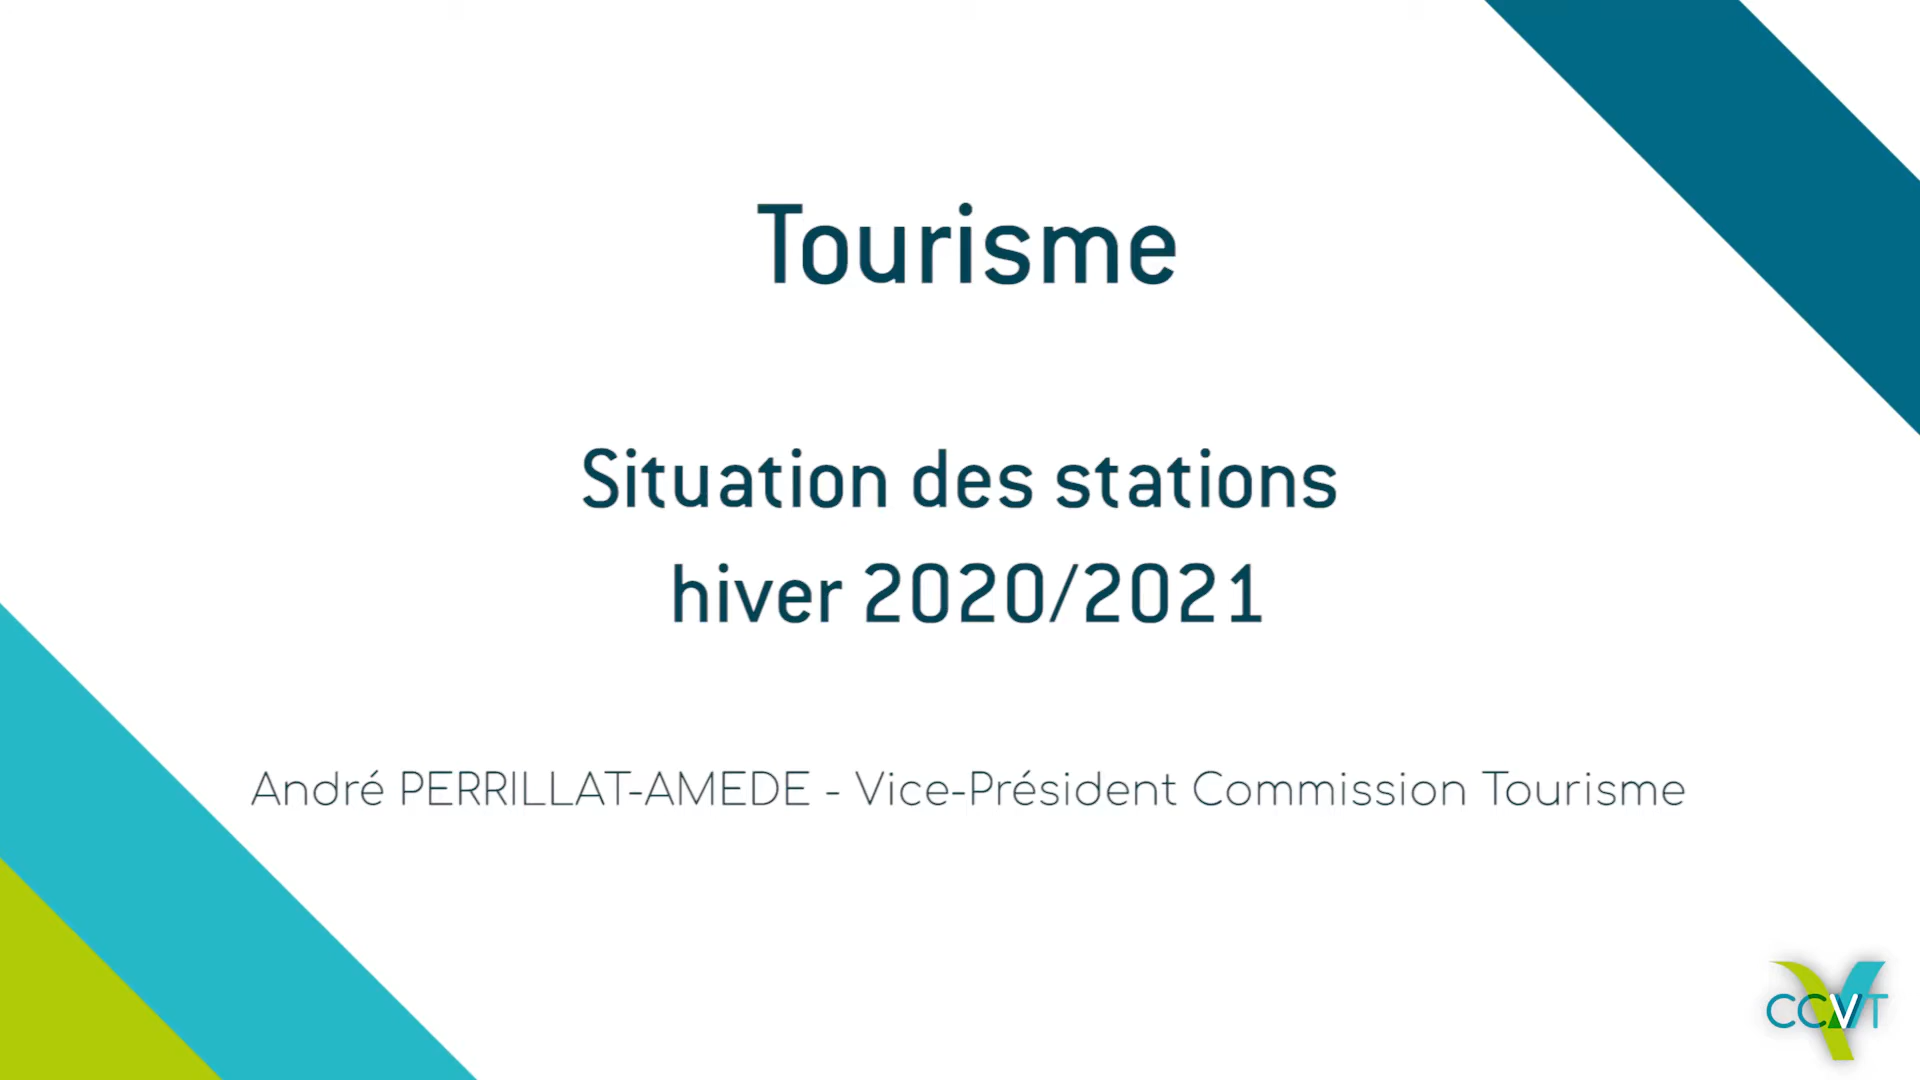 Tourisme
Situation des stations
hiver 2020/2021
André PERRILLAT-AMEDE - Vice-Président Commission Tourisme
CCVT